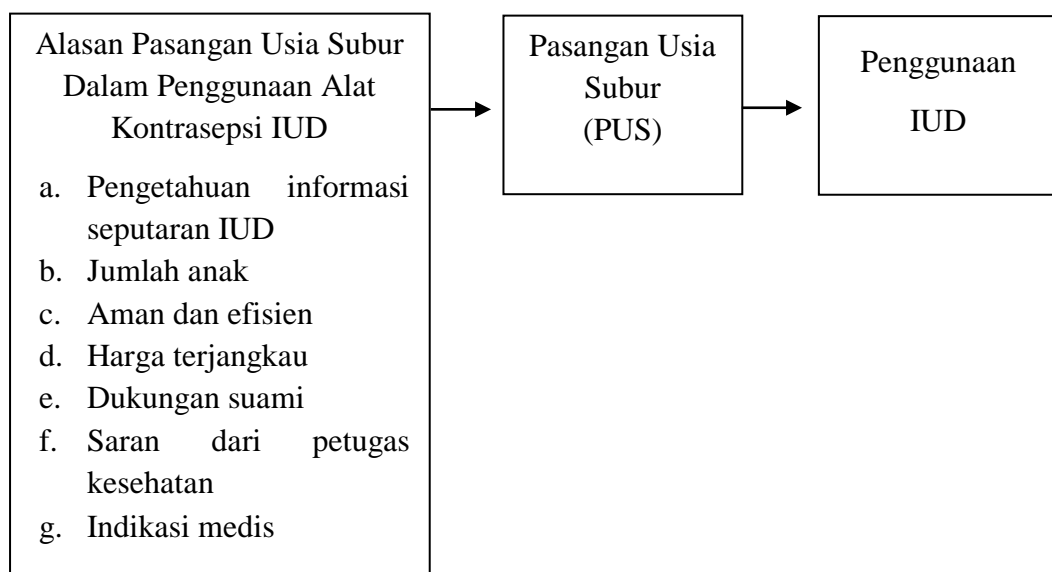 Alasan Pasangan Usia Subur
Dalam Penggunaan Alat
Kontrasepsi IUD
a. Pengetahuan informasi
seputaran IUD
b. Jumlah anak
c. Aman dan efisien
d. Harga terjangkau
e. Dukungan suami
f. Saran dari petugas
kesehatan
g. Indikasi medis
Pasangan Usia
Subur
(PUS)
Penggunaan
IUD